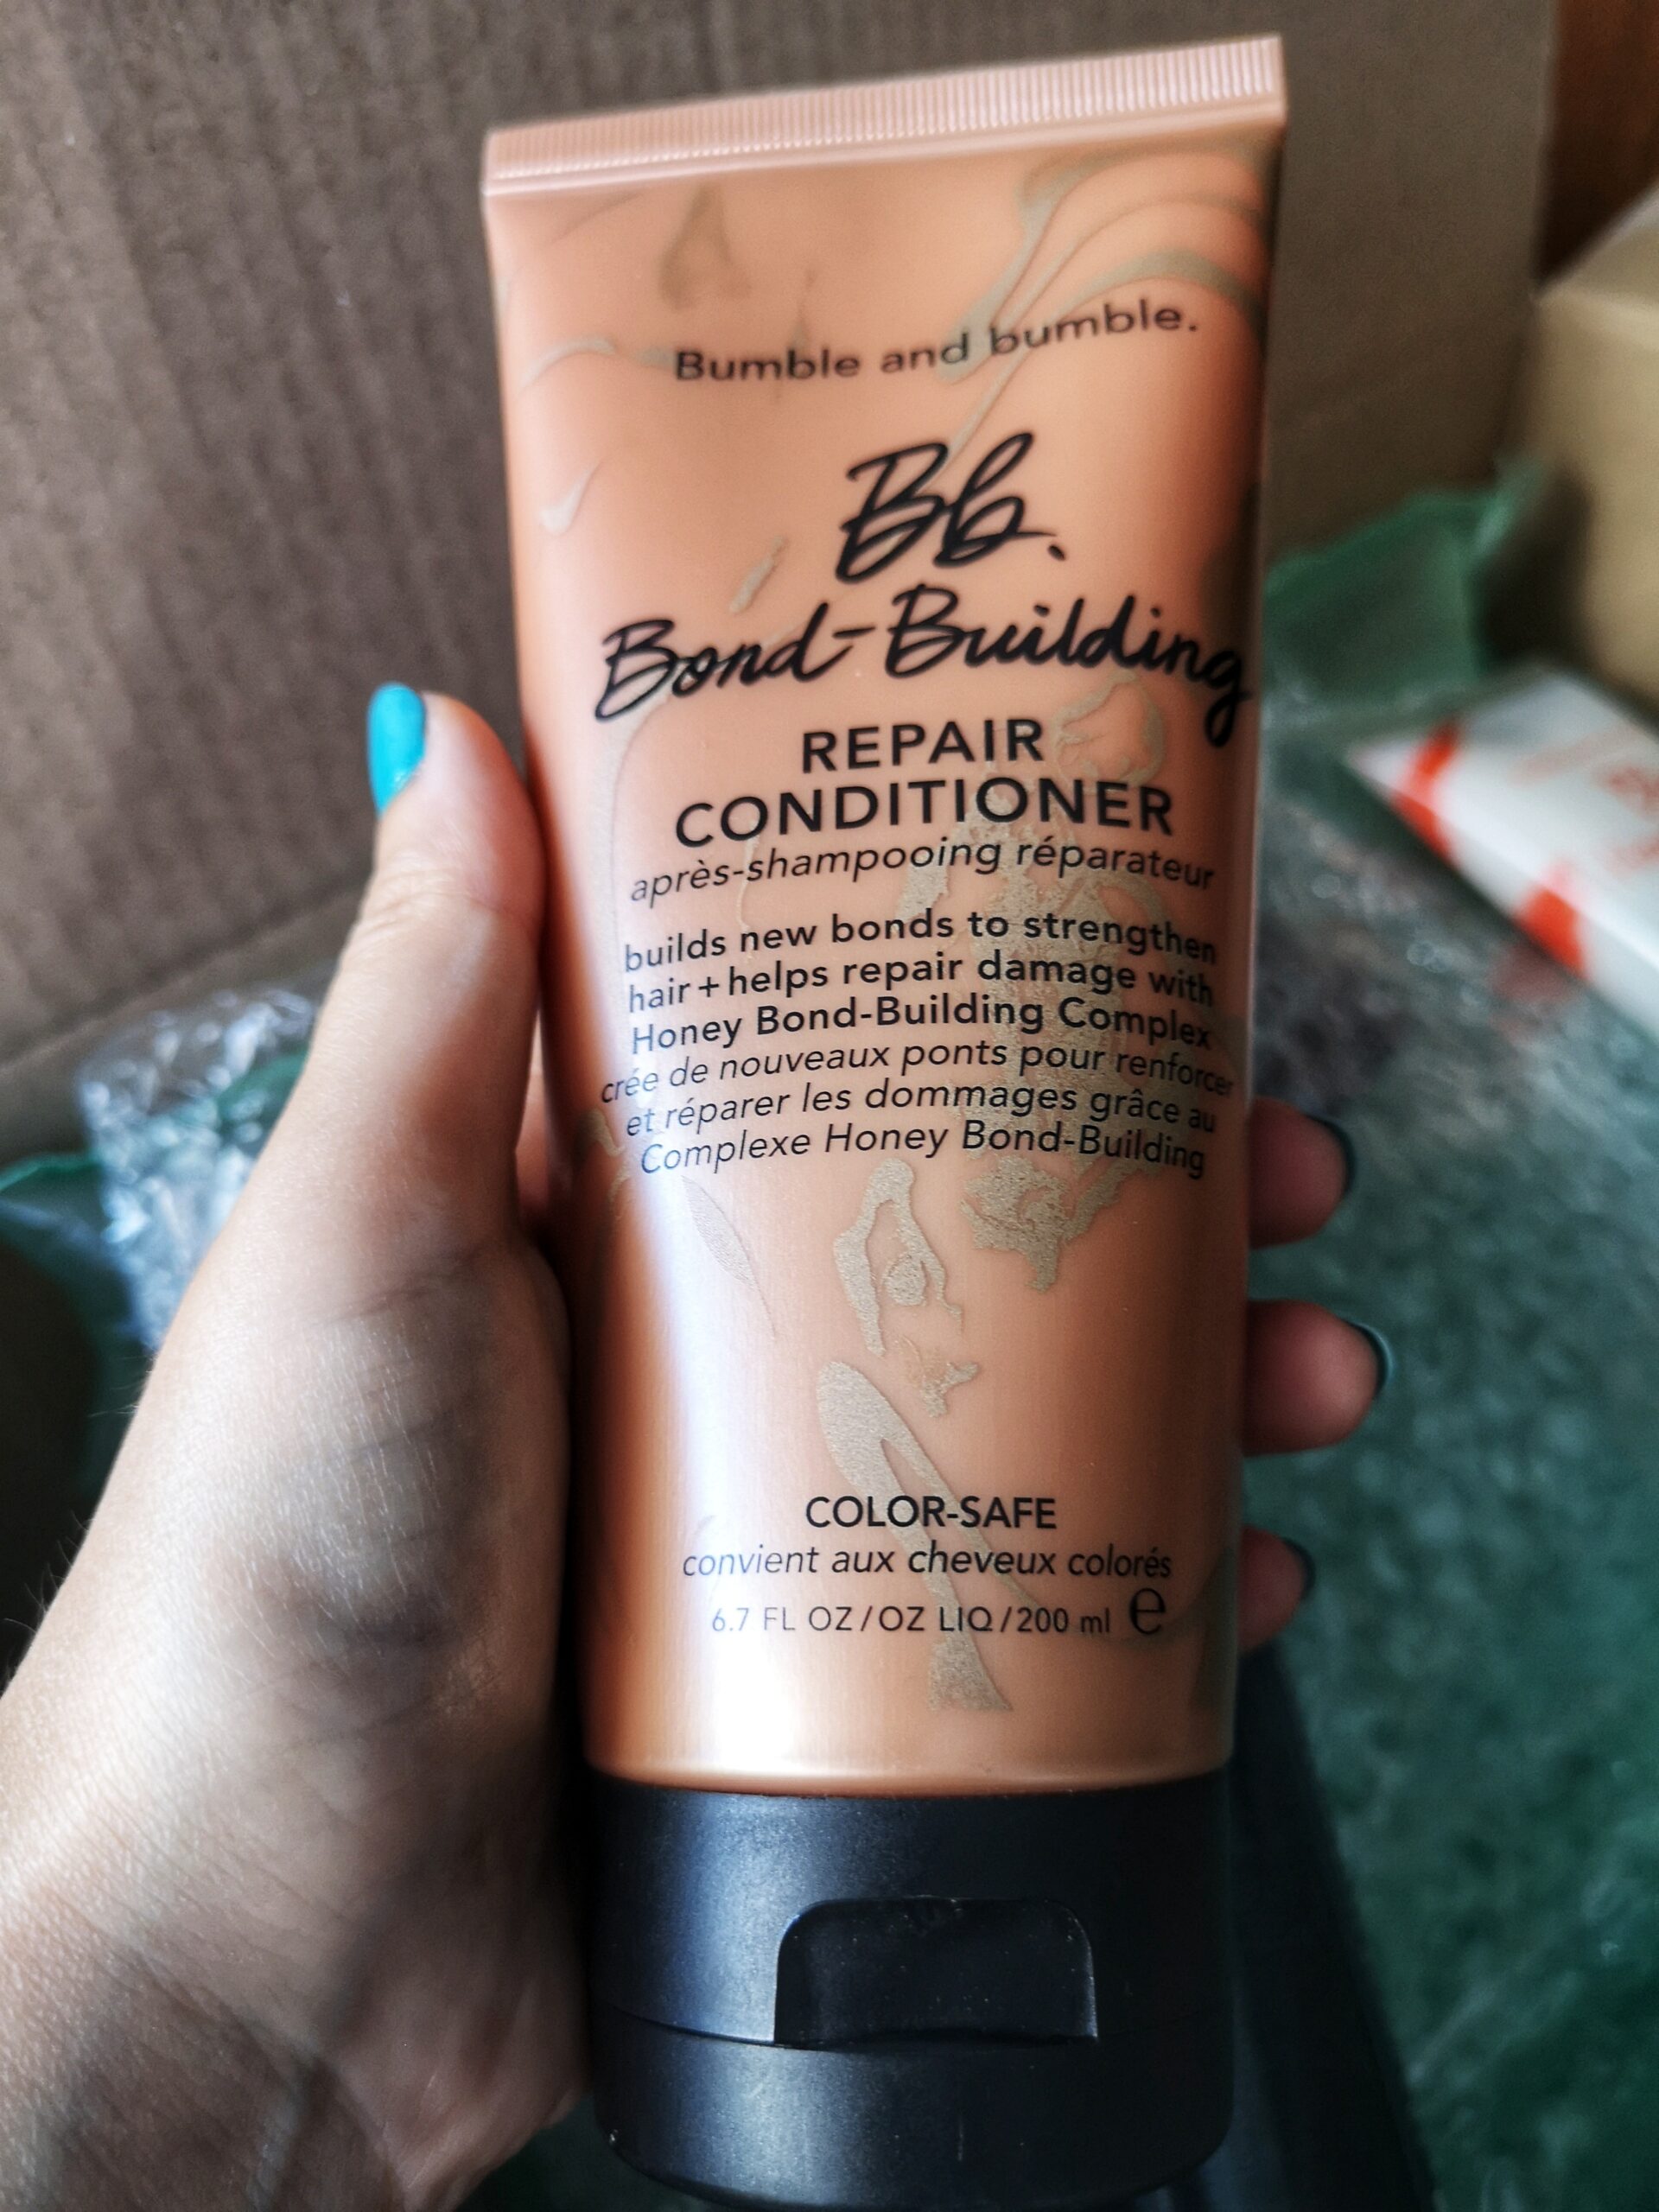 Bumble and bumble.
Bb.
Bond-Building
REPAIR
CONDITIONER
après-shampooing réparateur
builds new bonds to strengthen
hair+helps repair damage with
Honey Bond-Building Complex
crée de nouveaux ponts pour renforcer
et réparer les dommages grâce au
Complexe Honey Bond-Building
COLOR-SAFE
convient aux cheveux colorés
6.7 FL OZ/OZ LIQ/200 ml e